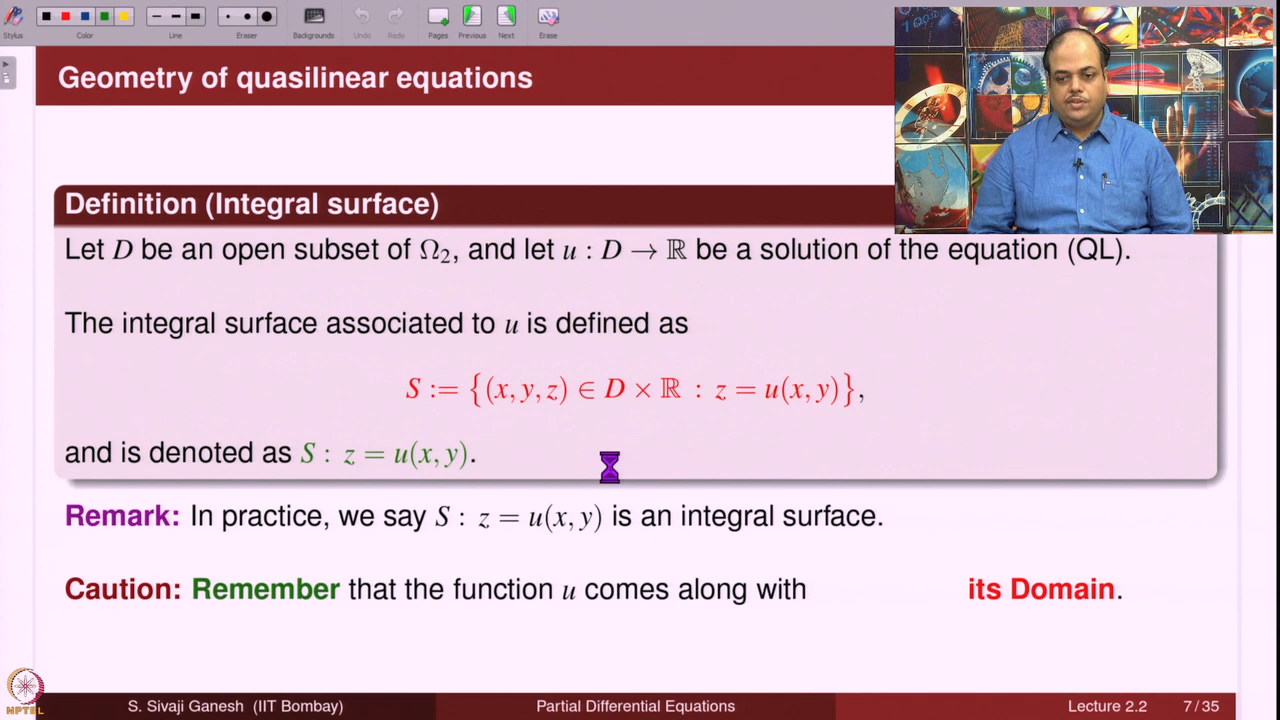 Stylus Color Line Eraser Backgrounds Undo Redo Pages Previous Next Erase
Geometry of quasilinear equations
Definition (Integral surface)
Let D be an open subset of Ω₂, and let u : D → ℝ be a solution of the equation (QL).
The integral surface associated to u is defined as
S := {(x, y, z) ∈ D × ℝ : z = u(x, y)},
and is denoted as S : z = u(x, y).
Remark: In practice, we say S : z = u(x, y) is an integral surface.
Caution: Remember that the function u comes along with its Domain.
NPTEL
S. Sivaji Ganesh (IIT Bombay) Partial Differential Equations Lecture 2.2 7 / 35